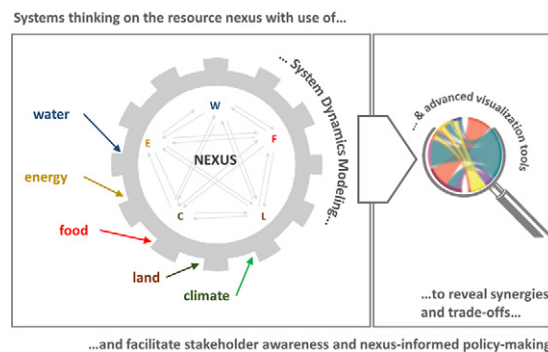 Systems thinking on the resource nexus with use of...
... System Dynamics Modeling...
... & advanced visualization tools
water
energy
food
land
climate
W
E
F
NEXUS
C
L
...to reveal synergies
and trade-offs...
...and facilitate stakeholder awareness and nexus-informed policy-making